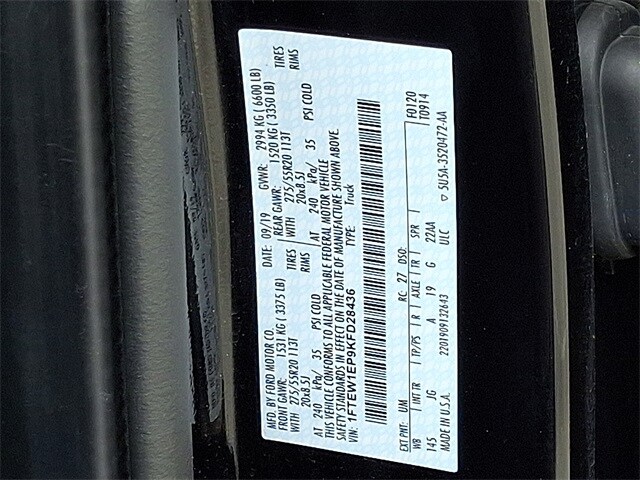 MFD. BY FORD MOTOR CO.
DATE: 09/19
GVWR: 2994 KG ( 6600 LB)
FRONT GAWR: 1531 KG ( 3375 LB)
REAR GAWR: 1520 KG ( 3350 LB)
WITH 275/55R20 113T TIRES
WITH 275/55R20 113T TIRES
20x8.5J RIMS
20x8.5J RIMS
AT 240 kPa/ 35 PSI COLD
AT 240 kPa/ 35 PSI COLD
THIS VEHICLE CONFORMS TO ALL APPLICABLE FEDERAL MOTOR VEHICLE
SAFETY STANDARDS IN EFFECT ON THE DATE OF MANUFACTURE SHOWN ABOVE.
VIN: 1FTEW1EP9KFD28436
TYPE: Truck
F0120
T0914
EXT PNT: UM RC: 27 DSO:
WB INT TR TP/PS R AXLE TR SPR
145 JG A 19 G 22AA
MADE IN U.S.A. 2201909132643 ULC
▽ 5U5A-3520472-AA